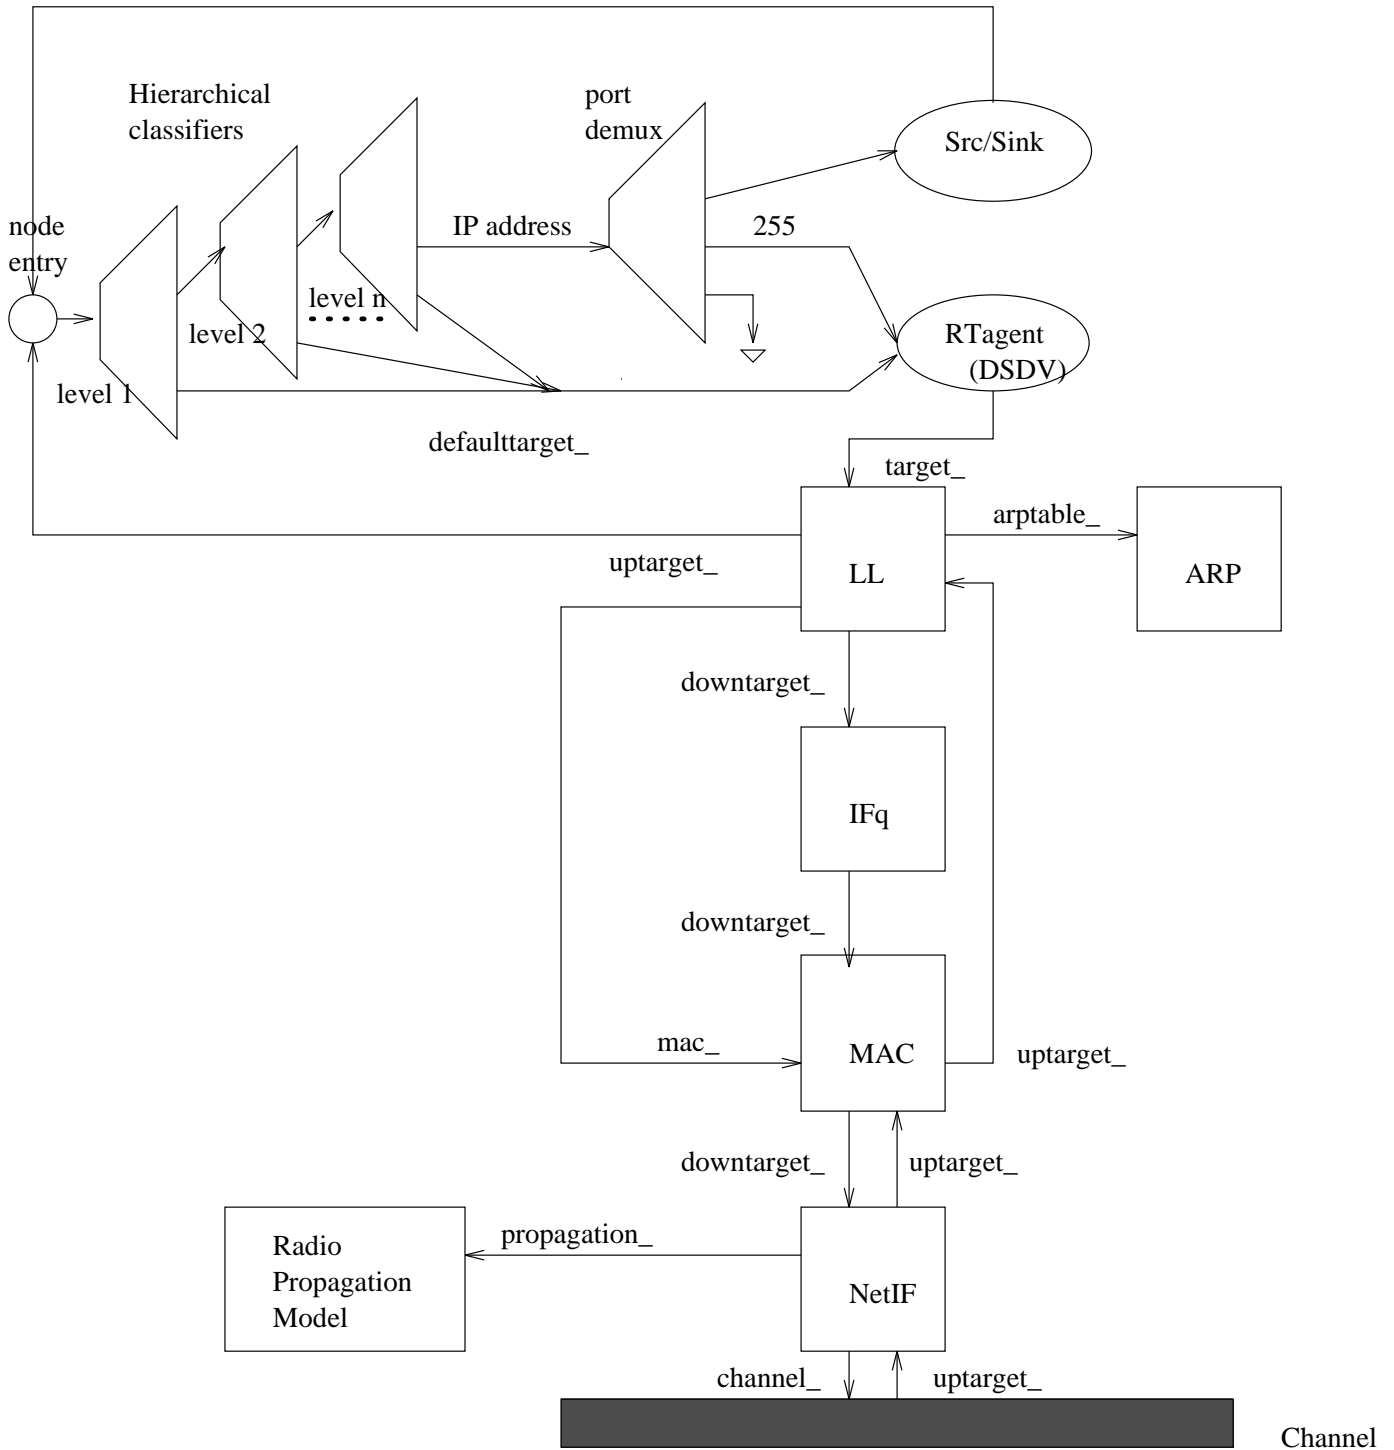 Hierarchical
classifiers
port
demux
Src/Sink
node
entry
IP address
255
level n
level 2
level 1
RTagent
(DSDV)
defaulttarget_
target_
arptable_
uptarget_
LL
ARP
downtarget_
IFq
downtarget_
mac_
MAC
uptarget_
downtarget_
uptarget_
propagation_
Radio
Propagation
Model
NetIF
channel_
uptarget_
Channel